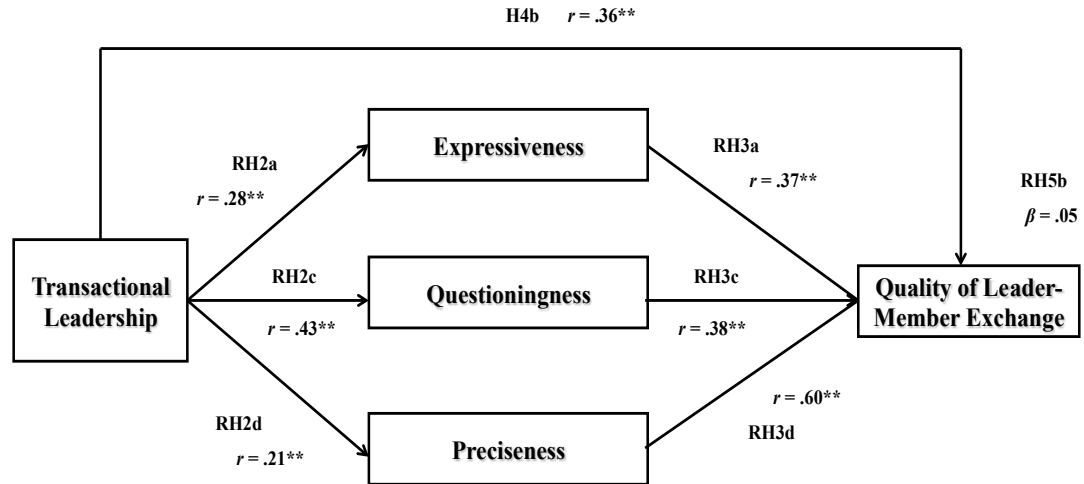 H4b r = .36**
Expressiveness
RH2a
r = .28**
RH3a
r = .37**
RH5b
β = .05
Transactional
Leadership
RH2c
r = .43**
Questioningness
RH3c
r = .38**
Quality of Leader-
Member Exchange
RH2d
r = .21**
Preciseness
r = .60**
RH3d